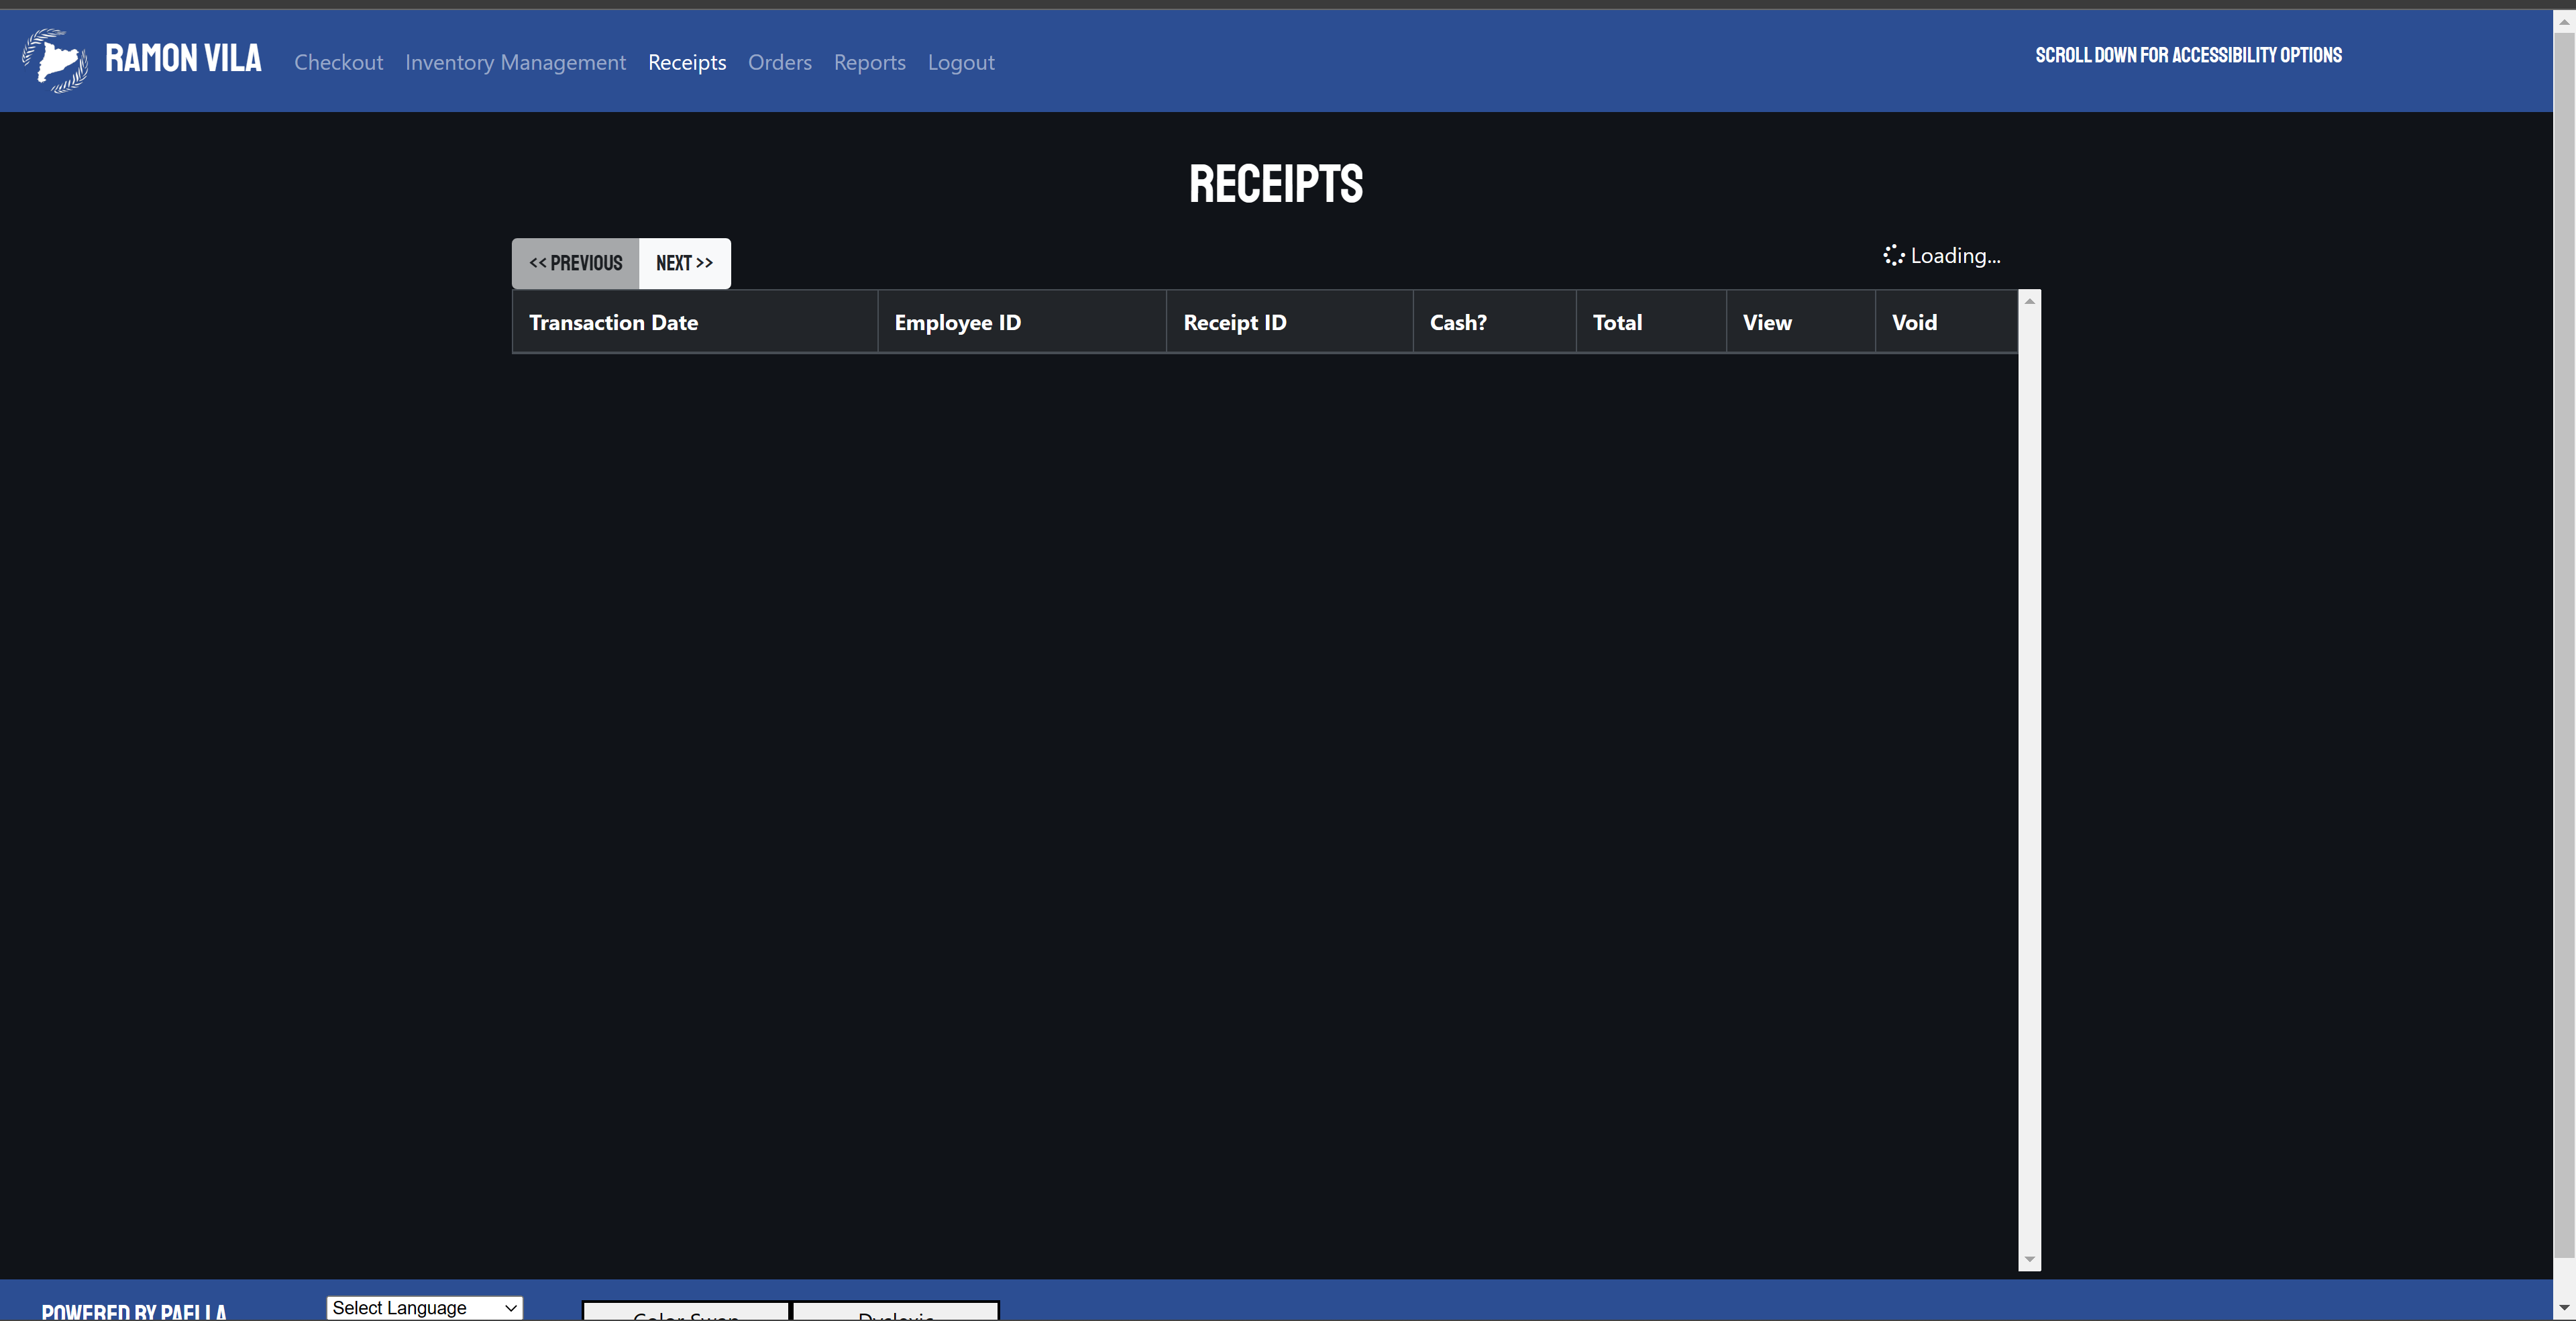 RAMON VILA Checkout Inventory Management Receipts Orders Reports Logout SCROLL DOWN FOR ACCESSIBILITY OPTIONS
RECEIPTS
<< PREVIOUS NEXT >> Loading...
Transaction Date Employee ID Receipt ID Cash? Total View Void
POWERED BY PAELLA Select Language Color Swap Dyslexic